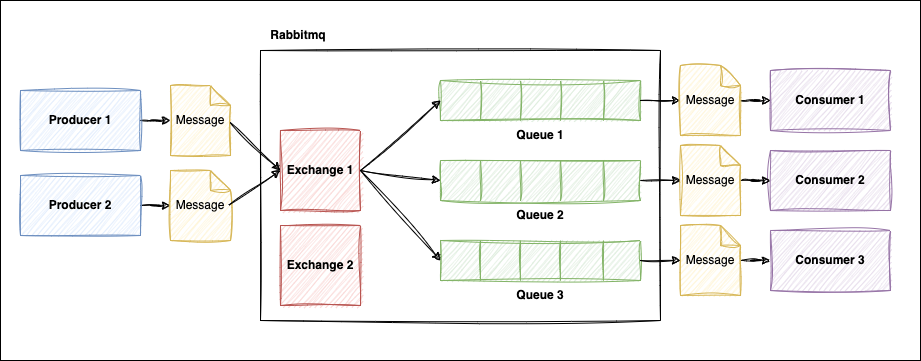 Rabbitmq
Producer 1
Message
Producer 2
Message
Exchange 1
Exchange 2
Queue 1
Queue 2
Queue 3
Message
Consumer 1
Message
Consumer 2
Message
Consumer 3